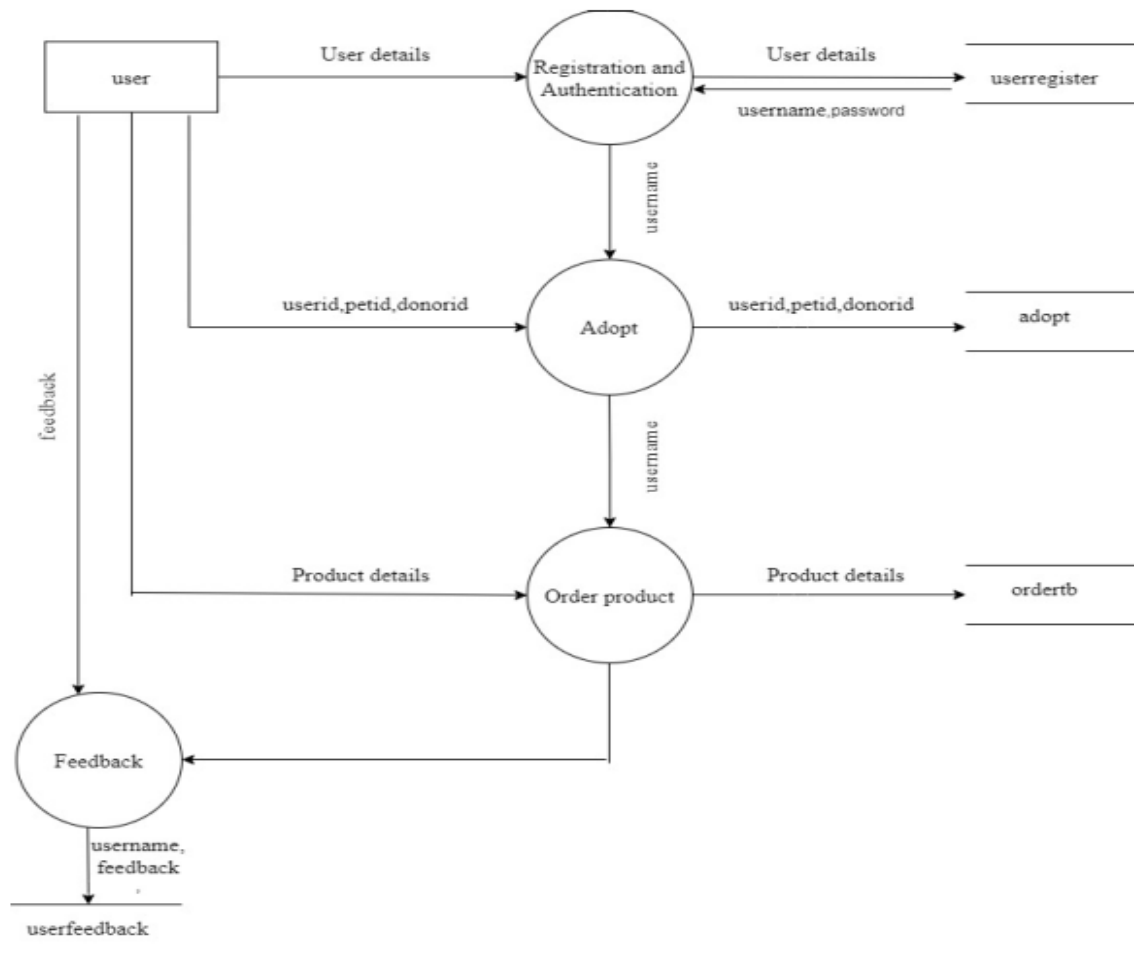 User details
User details
user
Registration and
Authentication
userregister
username,password
username
userid,petid,donorid
userid,petid,donorid
Adopt
adopt
feedback
username
Product details
Product details
Order product
ordertb
Feedback
username,
feedback
userfeedback